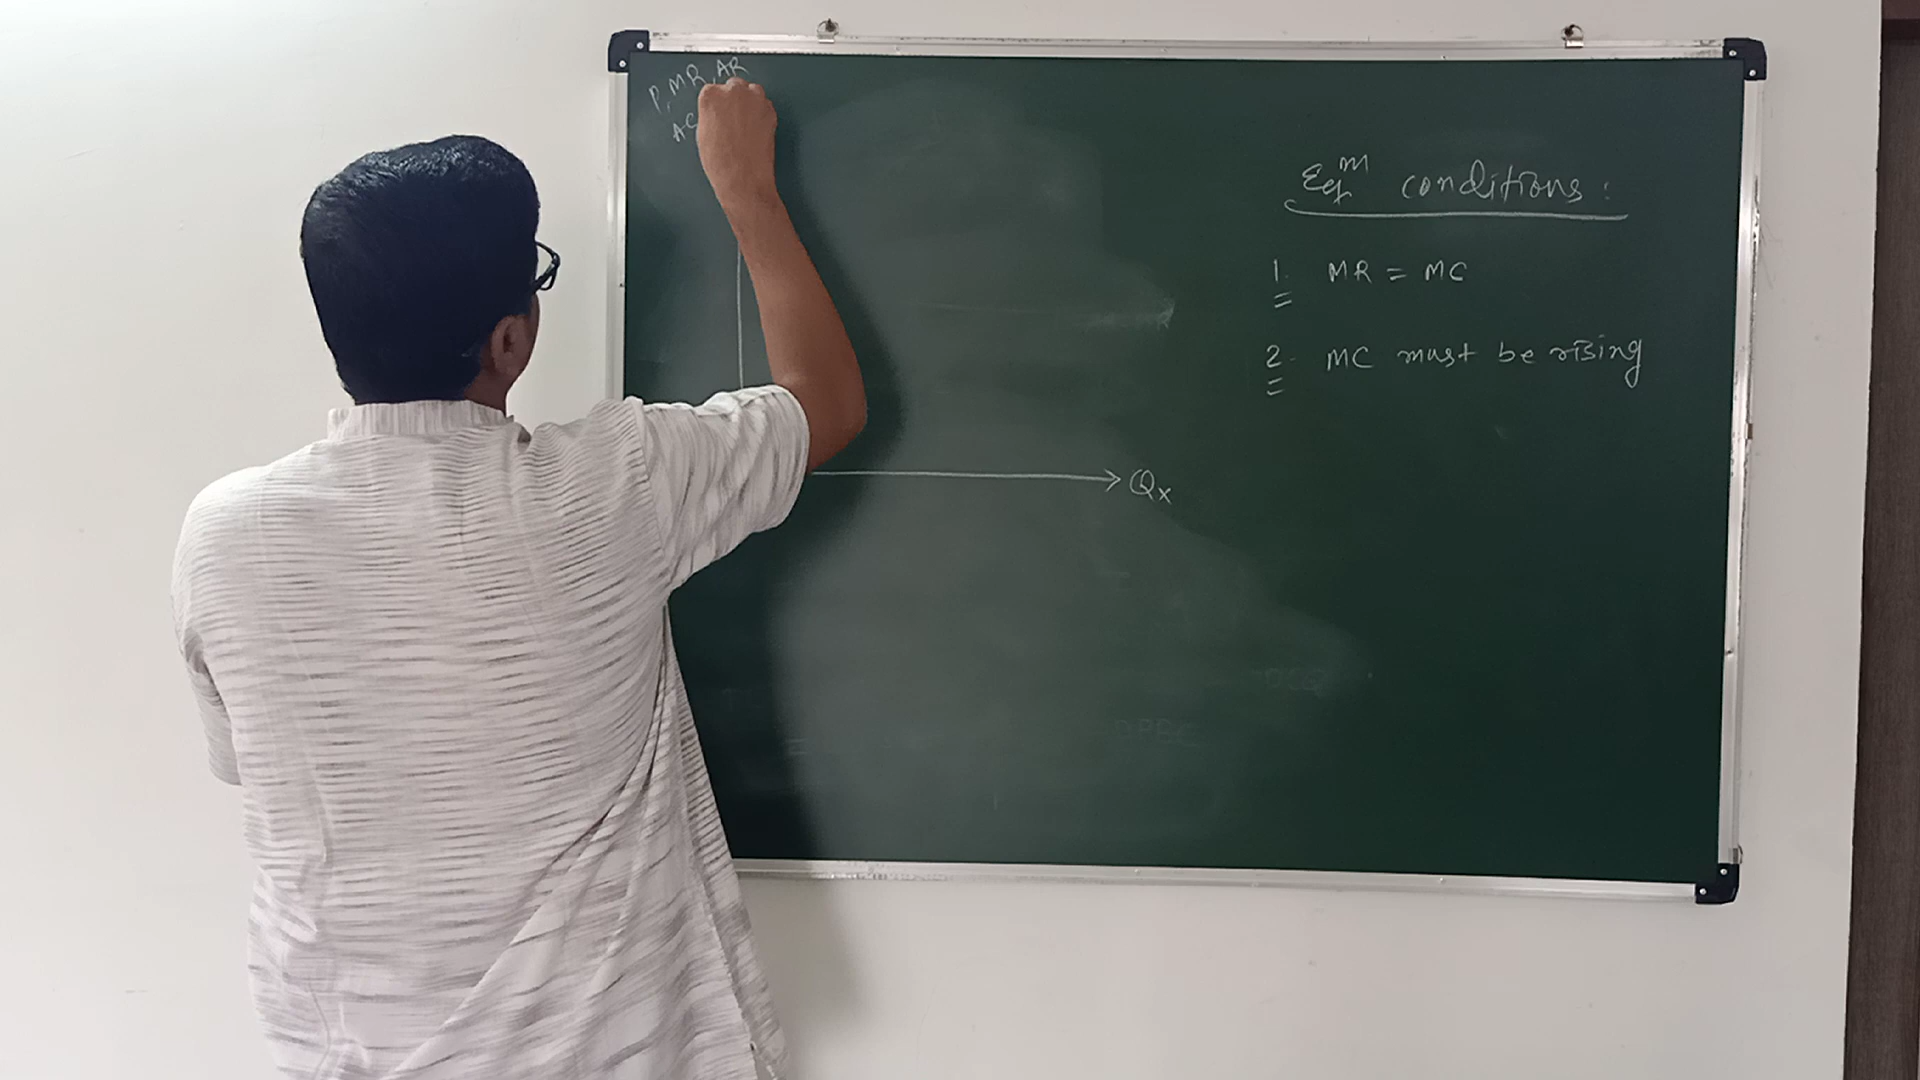 P, MR, AR
AC
Eqm conditions:
1. MR = MC
2. MC must be rising
Qx